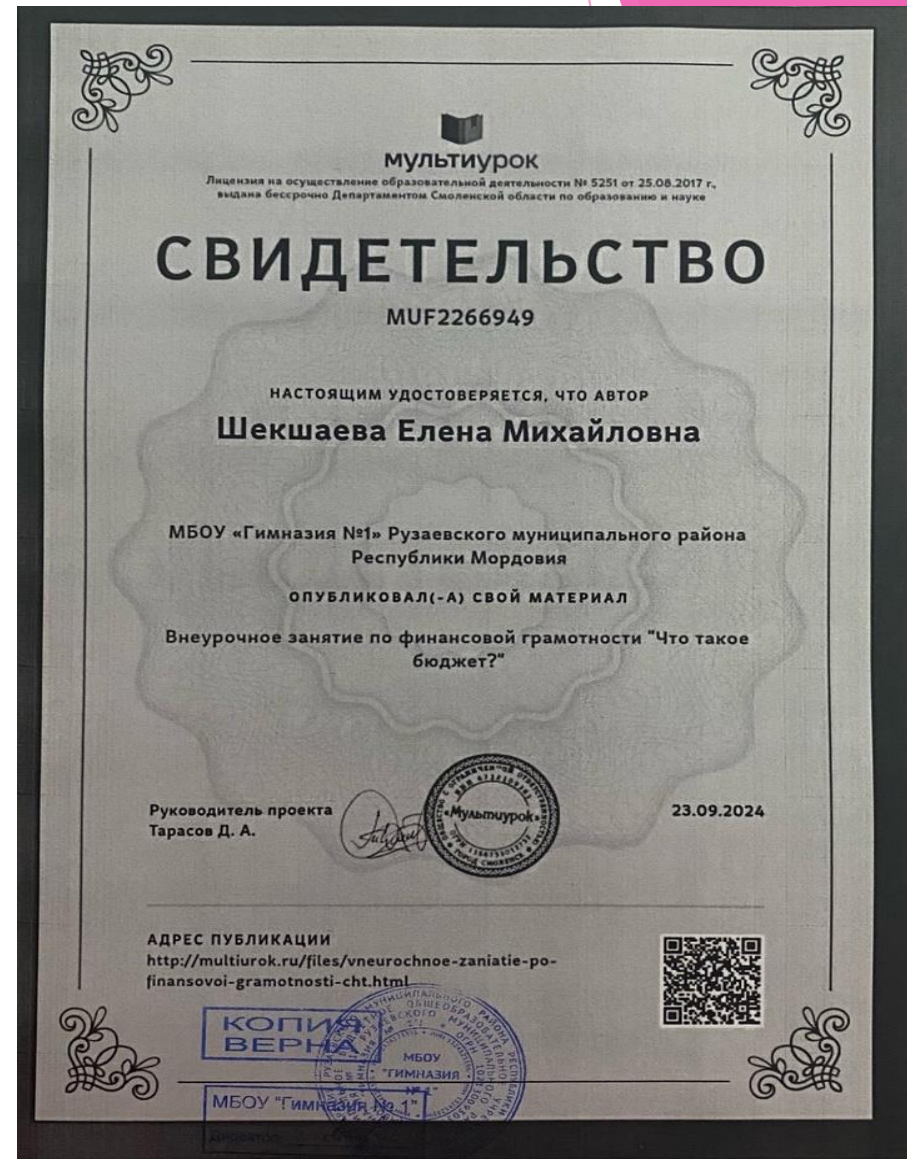 мультиурок
Лицензия на осуществление образовательной деятельности № 5251 от 25.08.2017 г.,
выдана бессрочно Департаментом Смоленской области по образованию и науке
СВИДЕТЕЛЬСТВО
MUF2266949
НАСТОЯЩИМ УДОСТОВЕРЯЕТСЯ, ЧТО АВТОР
Шекшаева Елена Михайловна
МБОУ «Гимназия №1» Рузаевского муниципального района
Республики Мордовия
ОПУБЛИКОВАЛ(-А) СВОЙ МАТЕРИАЛ
Внеурочное занятие по финансовой грамотности "Что такое
бюджет?"
Руководитель проекта
Тарасов Д. А.
«Мультиурок»
ГОРОД СМОЛЕНСК
23.09.2024
АДРЕС ПУБЛИКАЦИИ
http://multiurok.ru/files/vneurochnoe-zaniatie-po-
finansovoi-gramotnosti-cht.html
КОПИЯ
ВЕРНА
МБОУ
"ГИМНАЗИЯ
№ 1"
МБОУ "Гимназия № 1"